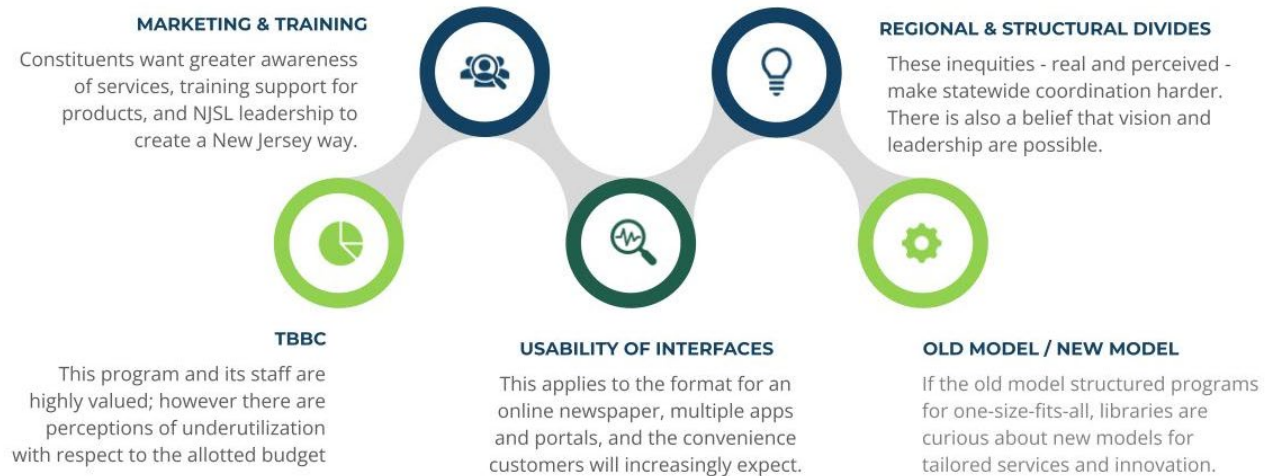 MARKETING & TRAINING
Constituents want greater awareness
of services, training support for
products, and NJSL leadership to
create a New Jersey way.
REGIONAL & STRUCTURAL DIVIDES
These inequities - real and perceived -
make statewide coordination harder.
There is also a belief that vision and
leadership are possible.
TBBC
This program and its staff are
highly valued; however there are
perceptions of underutilization
with respect to the allotted budget
USABILITY OF INTERFACES
This applies to the format for an
online newspaper, multiple apps
and portals, and the convenience
customers will increasingly expect.
OLD MODEL / NEW MODEL
If the old model structured programs
for one-size-fits-all, libraries are
curious about new models for
tailored services and innovation.